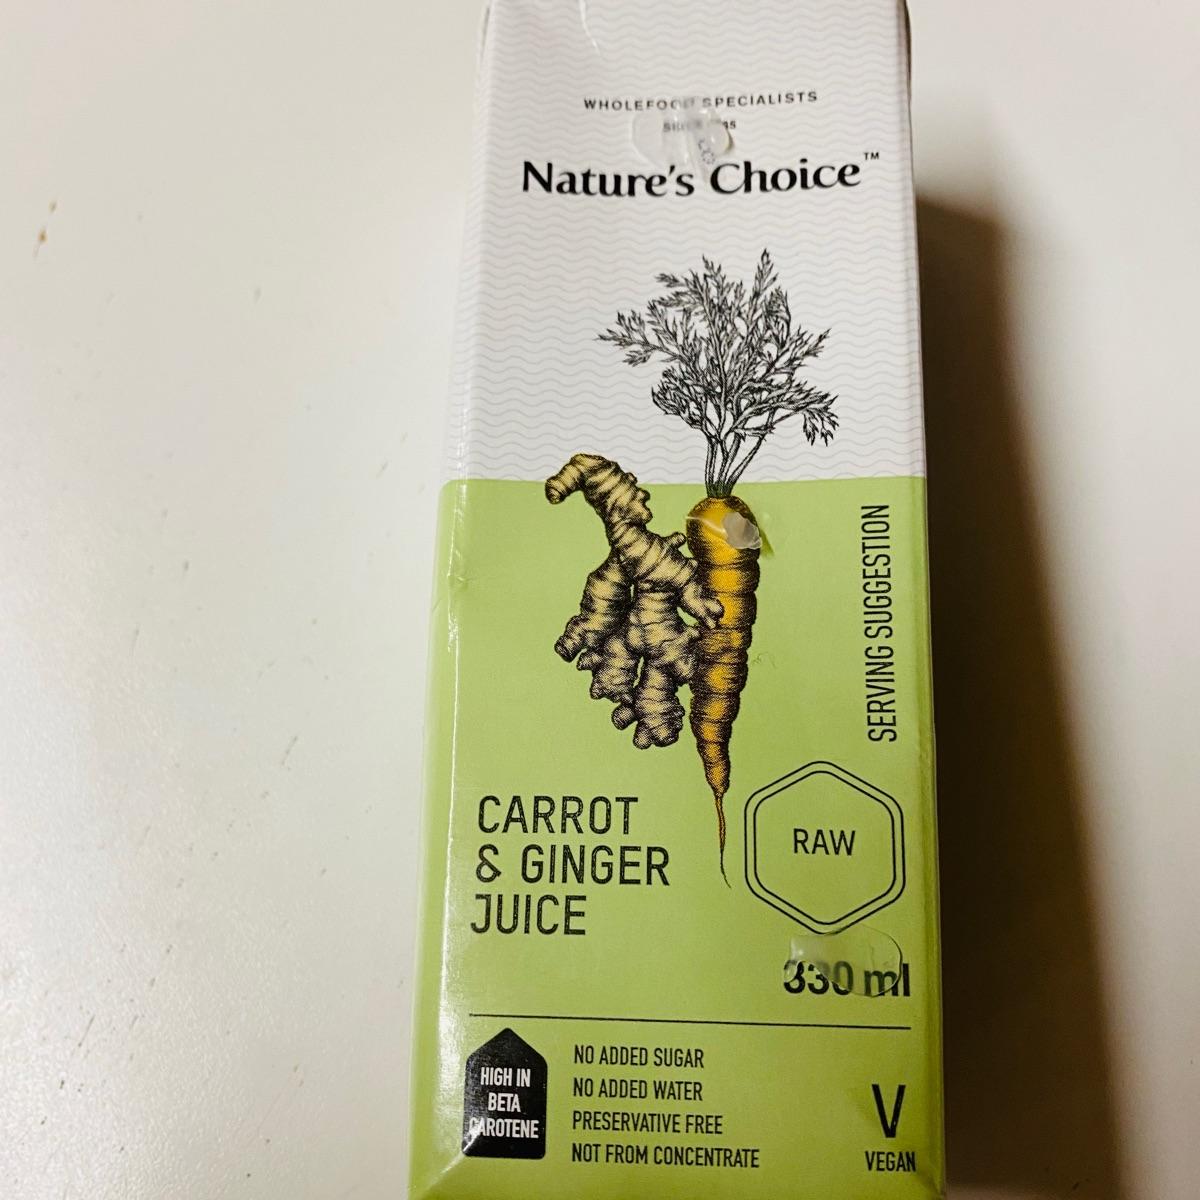 WHOLEFOOD SPECIALISTS
Nature's Choice™
SERVING SUGGESTION
CARROT
& GINGER
JUICE
RAW
330 ml
HIGH IN
BETA
CAROTENE
NO ADDED SUGAR
NO ADDED WATER
PRESERVATIVE FREE
NOT FROM CONCENTRATE
V
VEGAN